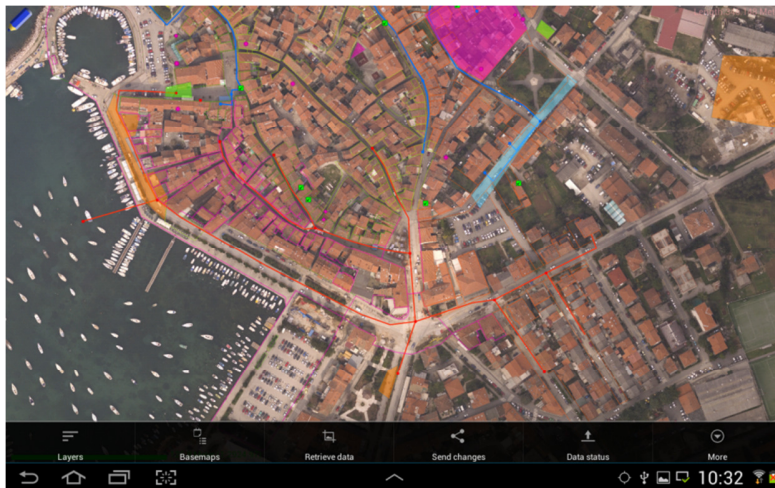 Layers
Basemaps
Retrieve data
Send changes
Data status
More
10:32